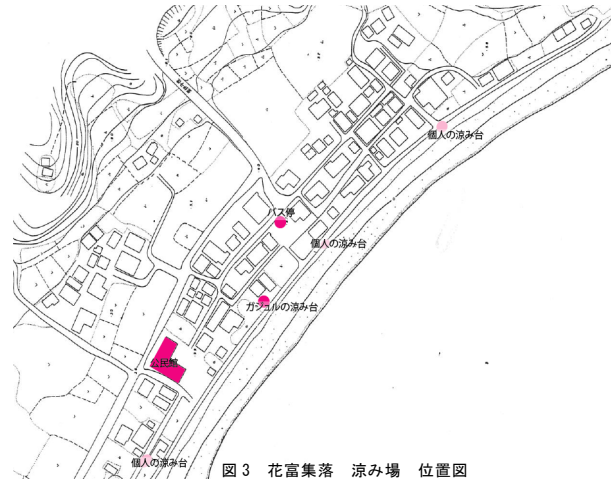 個人の涼み台
バス停
個人の涼み台
ガジュルの涼み台
公民館
個人の涼み台
図3 花富集落 涼み場 位置図